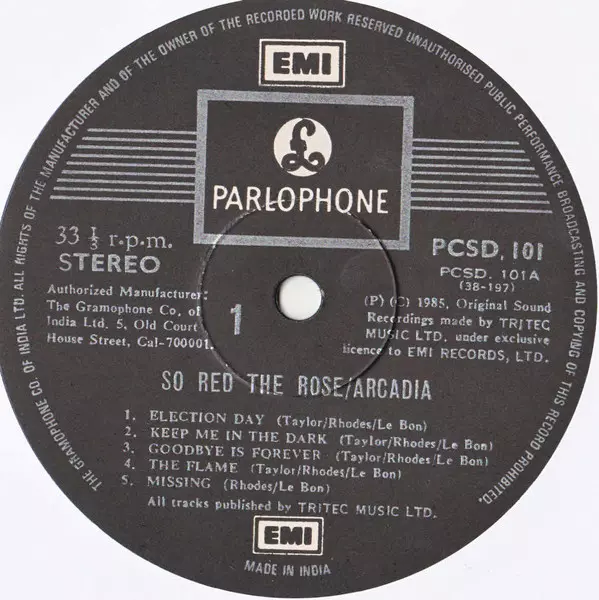 THE GRAMOPHONE CO. OF INDIA LTD. ALL RIGHTS OF THE MANUFACTURER AND OF THE OWNER OF THE RECORDED WORK RESERVED UNAUTHORISED PUBLIC PERFORMANCE BROADCASTING AND COPYING OF THIS RECORD PROHIBITED.
EMI
£
PARLOPHONE
33 1/3 r.p.m.
STEREO
PCSD, 101
PCSD. 101A
(38-197)
Authorized Manufacturer:
The Gramophone Co. of
India Ltd. 5, Old Court
House Street, Cal-700001
1
(P) (C) 1985, Original Sound
Recordings made by TRITEC
MUSIC LTD. under exclusive
licence to EMI RECORDS, LTD.
SO RED THE ROSE/ARCADIA
1. ELECTION DAY (Taylor/Rhodes/Le Bon)
2. KEEP ME IN THE DARK (Taylor/Rhodes/Le Bon)
3. GOODBYE IS FOREVER (Taylor/Rhodes/Le Bon)
4. THE FLAME (Taylor/Rhodes/Le Bon)
5. MISSING (Rhodes/Le Bon)
All tracks published by TRITEC MUSIC LTD.
EMI
MADE IN INDIA